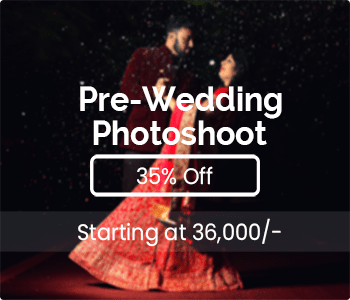 Pre-Wedding
Photoshoot
35% Off
Starting at 36,000/-